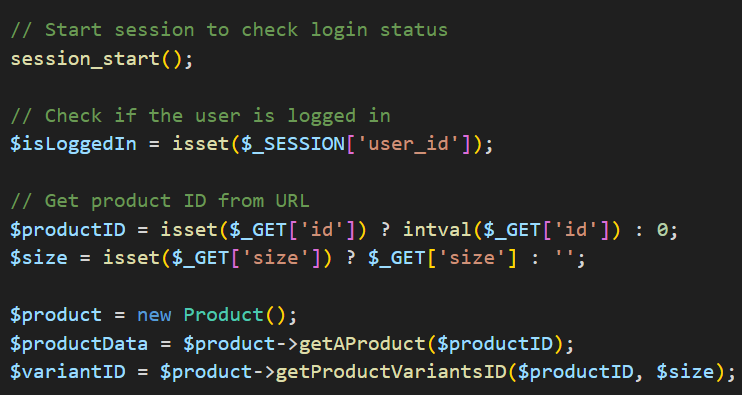 // Start session to check login status
session_start();
// Check if the user is logged in
$isLoggedIn = isset($_SESSION['user_id']);
// Get product ID from URL
$productID = isset($_GET['id']) ? intval($_GET['id']) : 0;
$size = isset($_GET['size']) ? $_GET['size'] : '';
$product = new Product();
$productData = $product->getAProduct($productID);
$variantID = $product->getProductVariantsID($productID, $size);